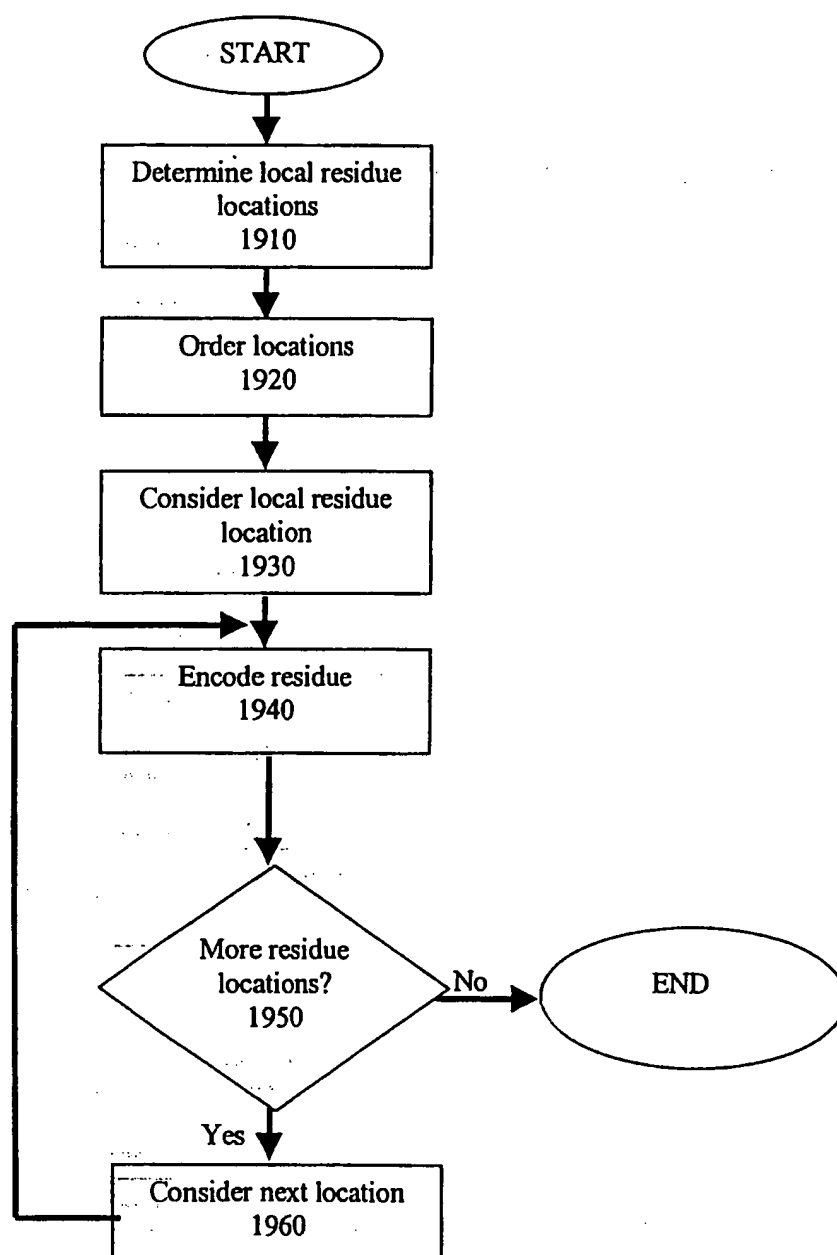 START
Determine local residue
locations
1910
Order locations
1920
Consider local residue
location
1930
Encode residue
1940
More residue
locations?
1950
No
END
Yes
Consider next location
1960